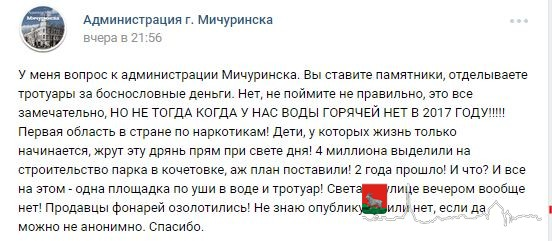 Администрация г. Мичуринска
вчера в 21:56
У меня вопрос к администрации Мичуринска. Вы ставите памятники, отделываете
тротуары за боснословные деньги. Нет, не поймите не правильно, это все
замечательно, НО НЕ ТОГДА КОГДА У НАС ВОДЫ ГОРЯЧЕЙ НЕТ В 2017 ГОДУ!!!!!
Первая область в стране по наркотикам! Дети, у которых жизнь только
начинается, жрут эту дрянь прям при свете дня! 4 миллиона выделили на
строительство парка в кочетовке, аж план поставили! 2 года прошло! И что? И все
на этом - одна площадка по уши в воде и тротуар! Света улице вечером вообще
нет! Продавцы фонарей озолотились! Не знаю опублику или нет, если да
можно не анонимно. Спасибо.